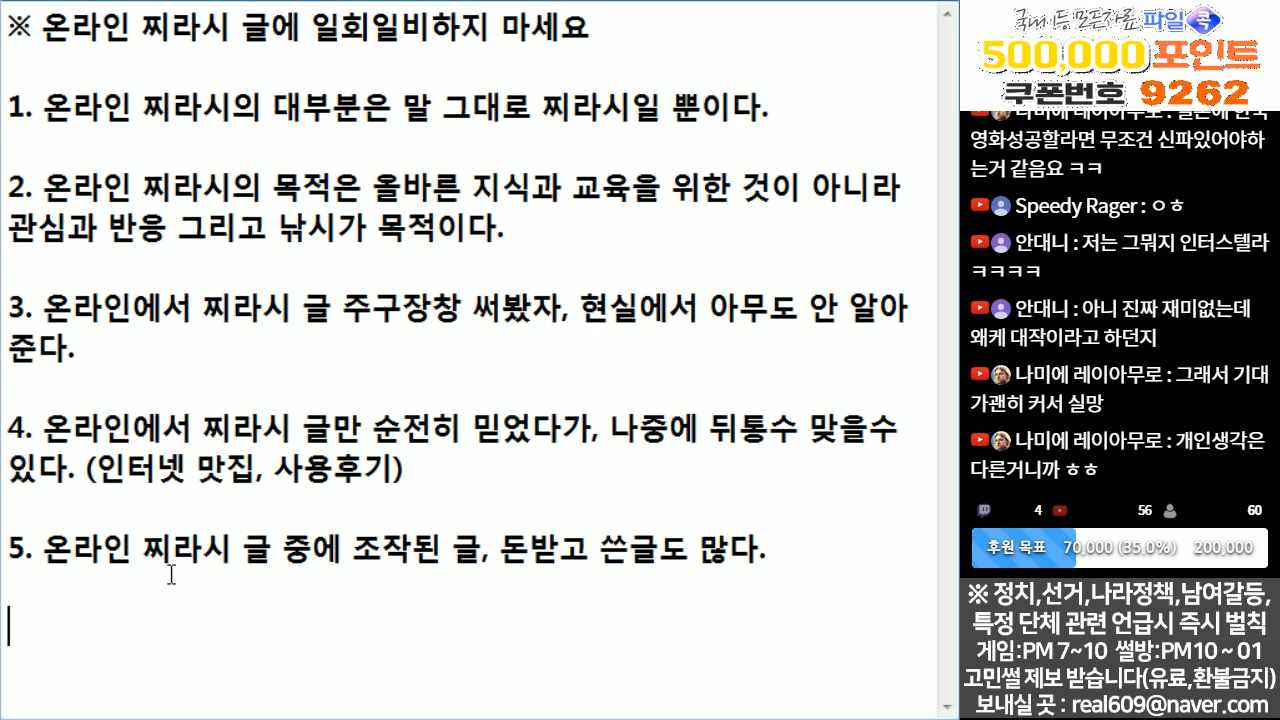 ※ 온라인 찌라시 글에 일회일비하지 마세요
1. 온라인 찌라시의 대부분은 말 그대로 찌라시일 뿐이다.
2. 온라인 찌라시의 목적은 올바른 지식과 교육을 위한 것이 아니라
관심과 반응 그리고 낚시가 목적이다.
3. 온라인에서 찌라시 글 주구장창 써봤자, 현실에서 아무도 안 알아
준다.
4. 온라인에서 찌라시 글만 순전히 믿었다가, 나중에 뒤통수 맞을수
있다. (인터넷 맛집, 사용후기)
5. 온라인 찌라시 글 중에 조작된 글, 돈받고 쓴글도 많다.
국내 1등 모든자료 파일콕
500,000 포인트
쿠폰번호 9262
나미에 레이아무로 : 일본에 한국
영화성공할라면 무조건 신파있어야하
는거 같음요 ㅋㅋ
Speedy Rager : ㅇㅎ
안대니 : 저는 그뭐지 인터스텔라
ㅋㅋㅋㅋ
안대니 : 아니 진짜 재미없는데
왜케 대작이라고 하던지
나미에 레이아무로 : 그래서 기대
가괜히 커서 실망
나미에 레이아무로 : 개인생각은
다른거니까 ㅎㅎ
4 56 60
후원 목표 70,000 (35.0%) 200,000
※ 정치,선거,나라정책,남여갈등,
특정 단체 관련 언급시 즉시 벌칙
게임:PM 7~10 썰방:PM10 ~ 01
고민썰 제보 받습니다(유료,환불금지)
보내실 곳 : real609@naver.com